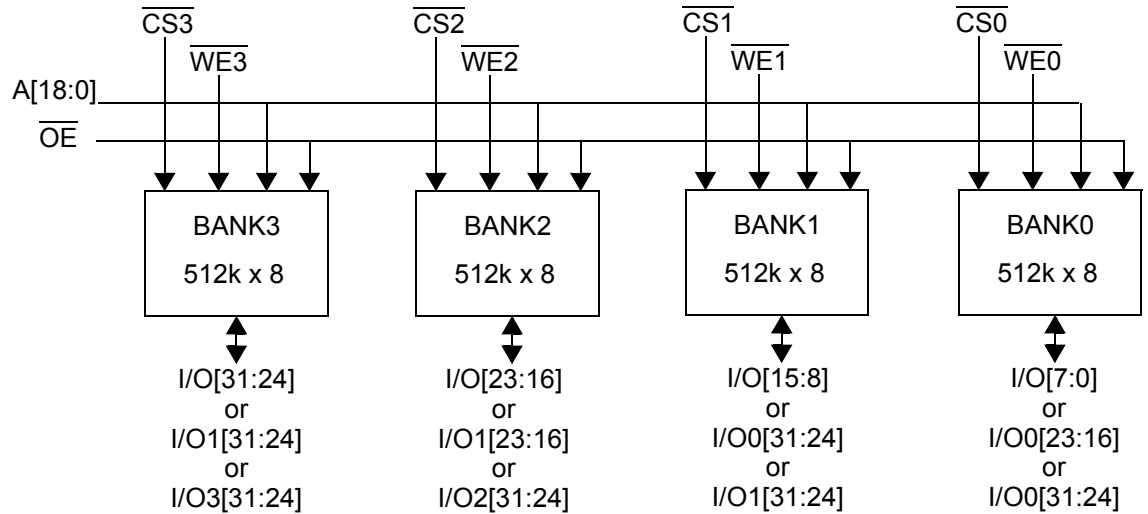 CS3 CS2 CS1 CS0
WE3 WE2 WE1 WE0
A[18:0]
OE
BANK3 BANK2 BANK1 BANK0
512k x 8 512k x 8 512k x 8 512k x 8
I/O[31:24] I/O[23:16] I/O[15:8] I/O[7:0]
or or or or
I/O1[31:24] I/O1[23:16] I/O0[31:24] I/O0[23:16]
or or or or
I/O3[31:24] I/O2[31:24] I/O1[31:24] I/O0[31:24]